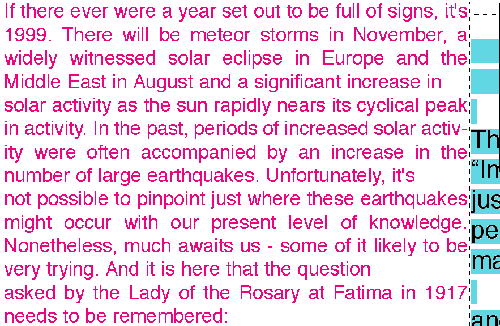 If there ever were a year set out to be full of signs, it's
1999. There will be meteor storms in November, a
widely witnessed solar eclipse in Europe and the
Middle East in August and a significant increase in
solar activity as the sun rapidly nears its cyclical peak
in activity. In the past, periods of increased solar activ-
ity were often accompanied by an increase in the
number of large earthquakes. Unfortunately, it's
not possible to pinpoint just where these earthquakes
might occur with our present level of knowledge.
Nonetheless, much awaits us - some of it likely to be
very trying. And it is here that the question
asked by the Lady of the Rosary at Fatima in 1917
needs to be remembered:
Th
“Im
jus
pe
ma
an